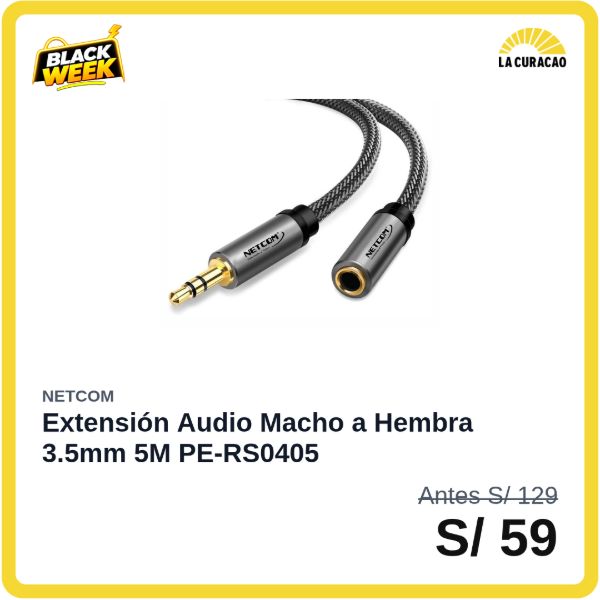 BLACK
WEEK
LA CURACAO
NETCOM
NETCOM
NETCOM
Extensión Audio Macho a Hembra
3.5mm 5M PE-RS0405
Antes S/ 129
S/ 59